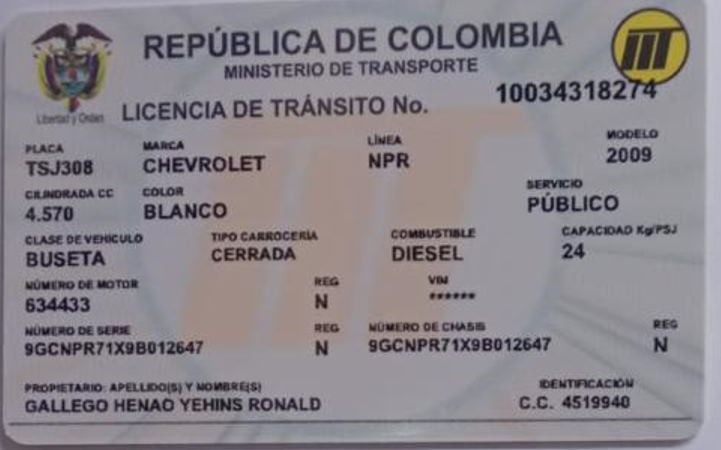 REPÚBLICA DE COLOMBIA
MINISTERIO DE TRANSPORTE
Libertad y Orden
LICENCIA DE TRÁNSITO No. 10034318274
PLACA MARCA LÍNEA MODELO
TSJ308 CHEVROLET NPR 2009
CILINDRADA CC COLOR SERVICIO
4.570 BLANCO PÚBLICO
CLASE DE VEHÍCULO TIPO CARROCERÍA COMBUSTIBLE CAPACIDAD Kg/PSJ
BUSETA CERRADA DIESEL 24
NÚMERO DE MOTOR REG VIN
634433 N ******
NÚMERO DE SERIE REG NÚMERO DE CHASIS REG
9GCNPR71X9B012647 N 9GCNPR71X9B012647 N
PROPIETARIO: APELLIDO(S) Y NOMBRE(S) IDENTIFICACIÓN
GALLEGO HENAO YEHINS RONALD C.C. 4519940